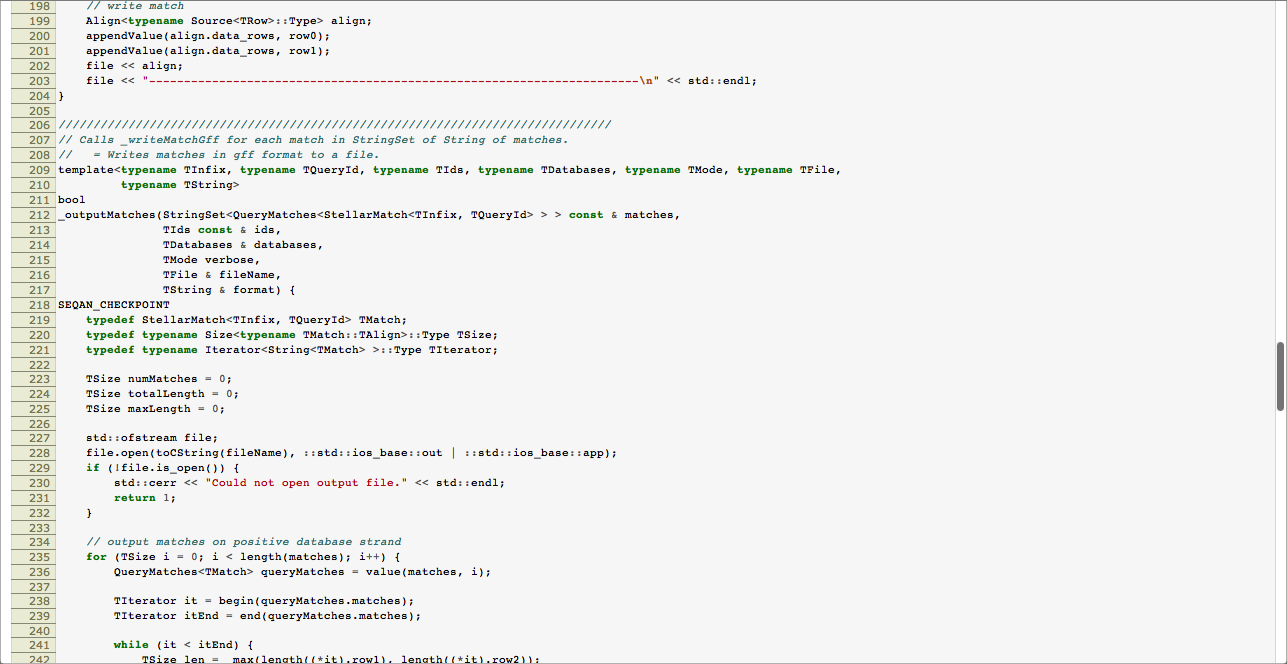 198     // write match
199     Align<typename Source<TRow>::Type> align;
200     appendValue(align.data_rows, row0);
201     appendValue(align.data_rows, row1);
202     file << align;
203     file << "----------------------------------------------------------------------\n" << std::endl;
204 }
205
206 ///////////////////////////////////////////////////////////////////////////////
207 // Calls _writeMatchGff for each match in StringSet of String of matches.
208 //   = Writes matches in gff format to a file.
209 template<typename TInfix, typename TQueryId, typename TIds, typename TDatabases, typename TMode, typename TFile,
210          typename TString>
211 bool
212 _outputMatches(StringSet<QueryMatches<StellarMatch<TInfix, TQueryId> > > const & matches,
213                TIds const & ids,
214                TDatabases & databases,
215                TMode verbose,
216                TFile & fileName,
217                TString & format) {
218 SEQAN_CHECKPOINT
219     typedef StellarMatch<TInfix, TQueryId> TMatch;
220     typedef typename Size<typename TMatch::TAlign>::Type TSize;
221     typedef typename Iterator<String<TMatch> >::Type TIterator;
222
223     TSize numMatches = 0;
224     TSize totalLength = 0;
225     TSize maxLength = 0;
226
227     std::ofstream file;
228     file.open(toCString(fileName), ::std::ios_base::out | ::std::ios_base::app);
229     if (!file.is_open()) {
230         std::cerr << "Could not open output file." << std::endl;
231         return 1;
232     }
233
234     // output matches on positive database strand
235     for (TSize i = 0; i < length(matches); i++) {
236         QueryMatches<TMatch> queryMatches = value(matches, i);
237
238         TIterator it = begin(queryMatches.matches);
239         TIterator itEnd = end(queryMatches.matches);
240
241         while (it < itEnd) {
242             TSize len = _max(length((*it).row1), length((*it).row2));